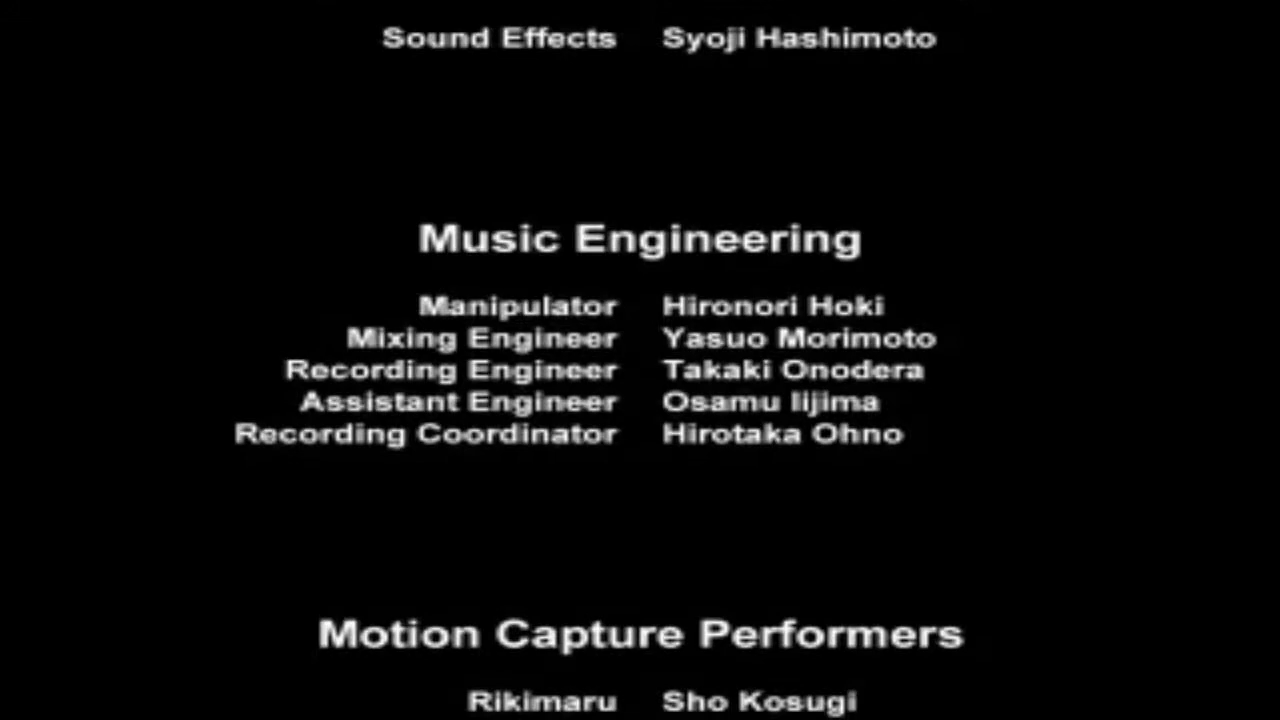 Sound Effects Syoji Hashimoto
Music Engineering
Manipulator Hironori Hoki
Mixing Engineer Yasuo Morimoto
Recording Engineer Takaki Onodera
Assistant Engineer Osamu Iijima
Recording Coordinator Hirotaka Ohno
Motion Capture Performers
Rikimaru Sho Kosugi